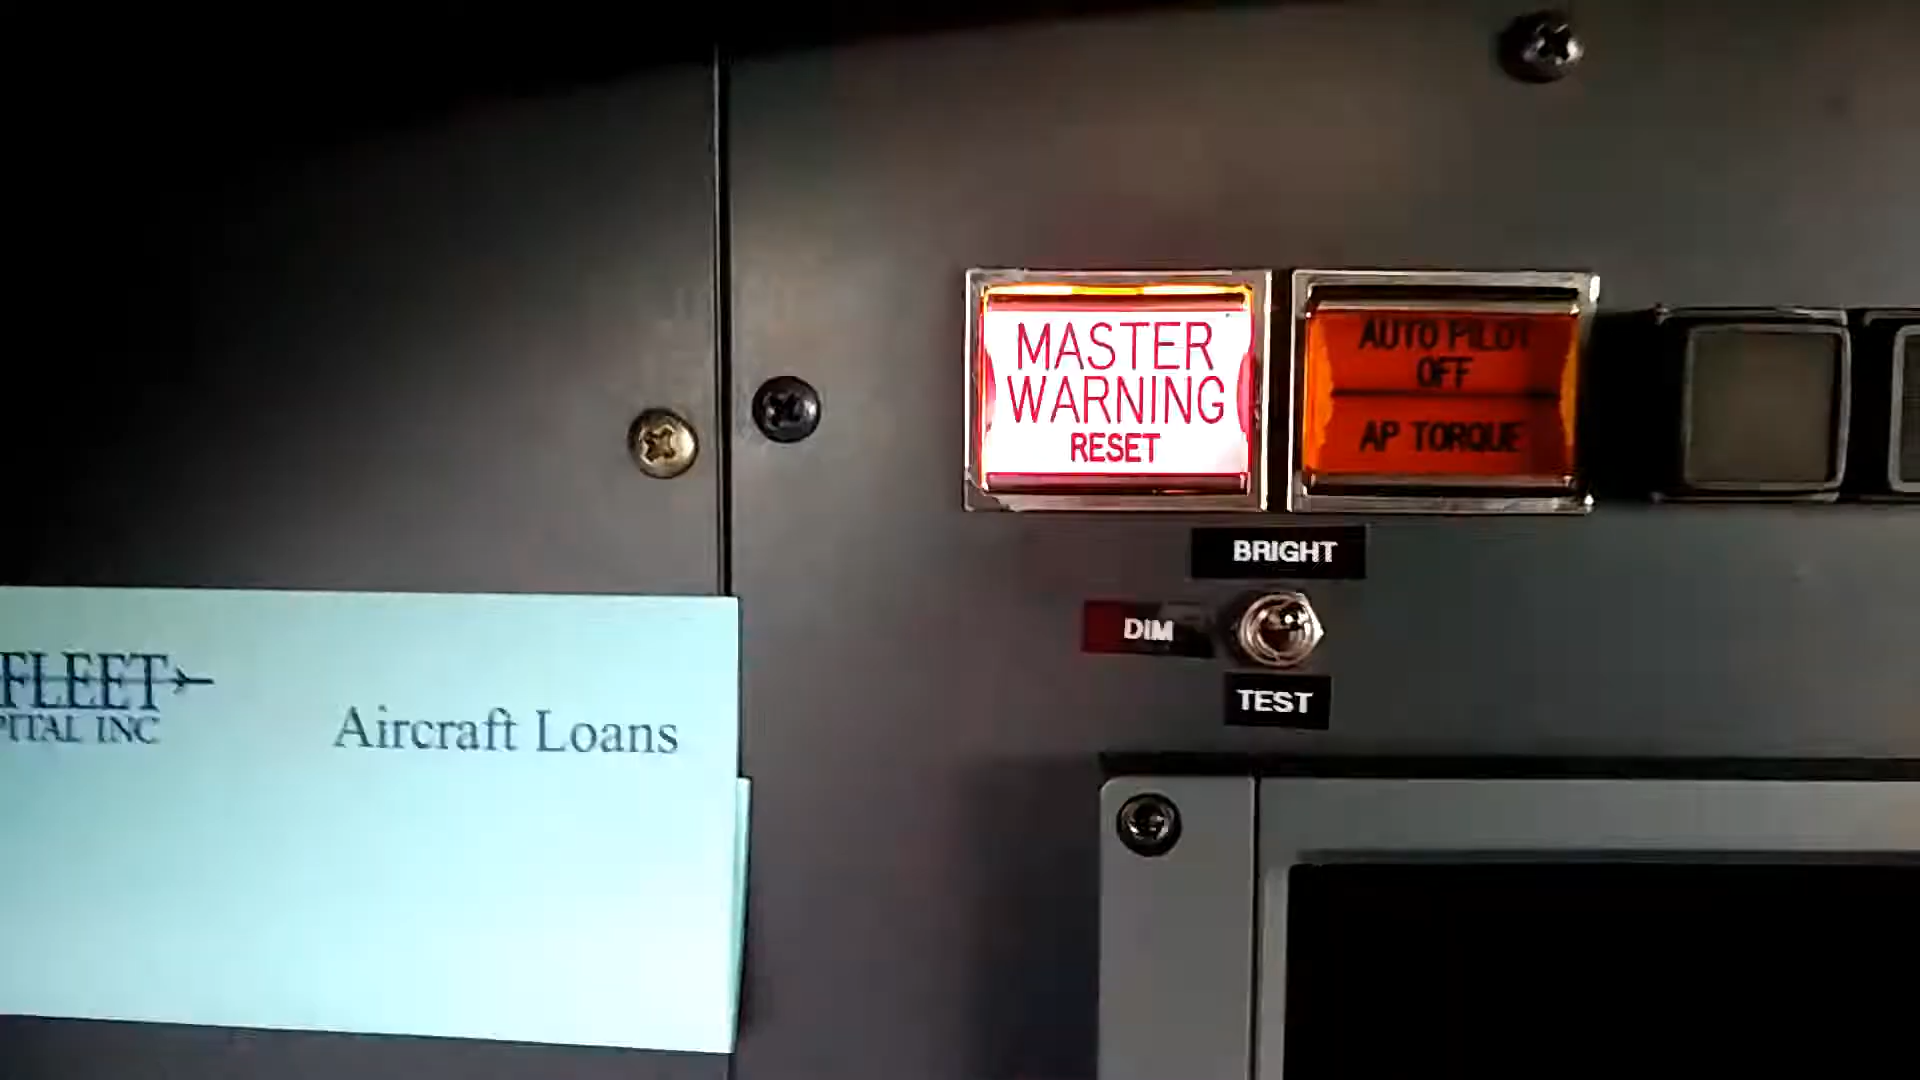 MASTER
WARNING
RESET
AUTO PILOT
OFF
AP TORQUE
BRIGHT
DIM
TEST
FLEET
PITAL INC
Aircraft Loans